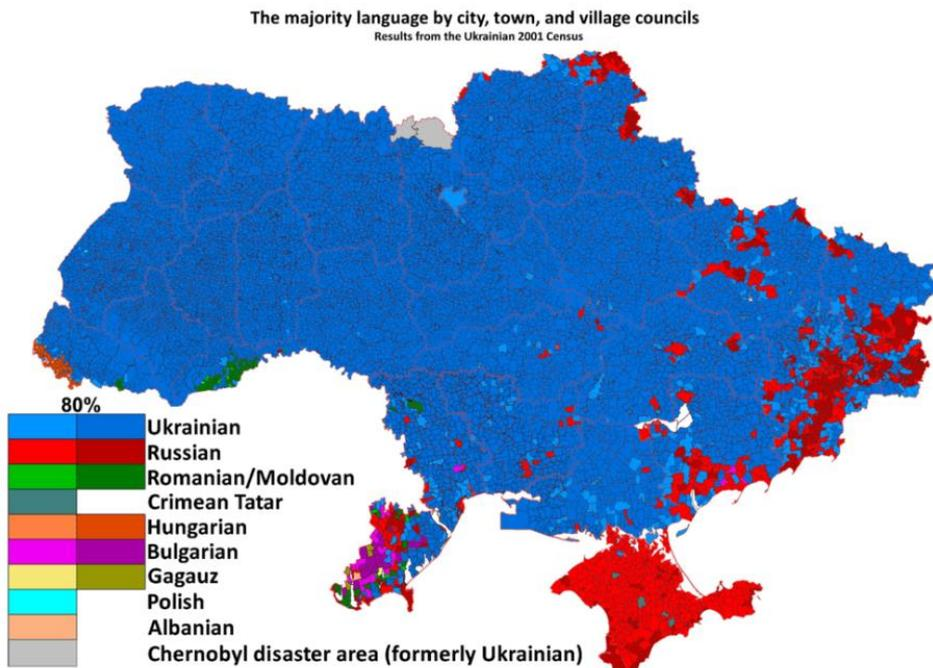 The majority language by city, town, and village councils
Results from the Ukrainian 2001 Census
80%
Ukrainian
Russian
Romanian/Moldovan
Crimean Tatar
Hungarian
Bulgarian
Gagauz
Polish
Albanian
Chernobyl disaster area (formerly Ukrainian)